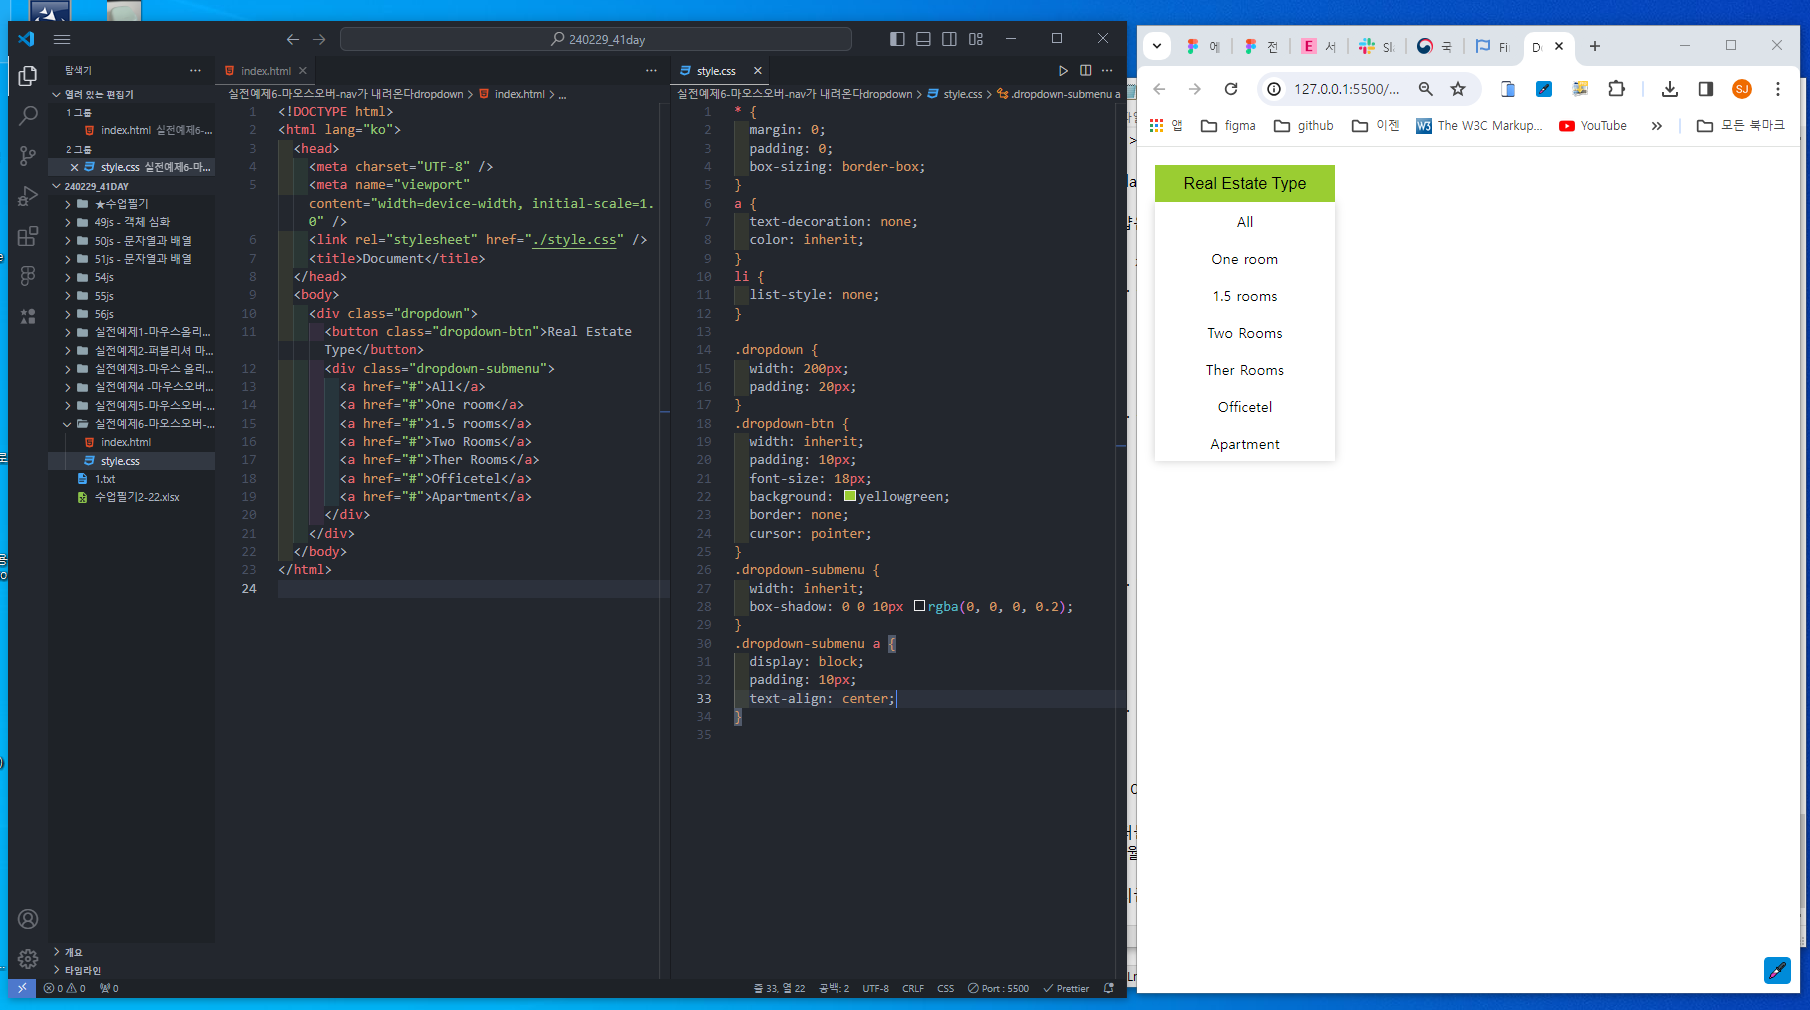 240229_41day
탐색기
index.html
style.css
열려 있는 편집기
1 그룹
index.html 실전예제6-...
2 그룹
style.css 실전예제6-마...
240229_41DAY
★수업필기
49js - 객체 심화
50js - 문자열과 배열
51js - 문자열과 배열
54js
55js
56js
실전예제1-마우스올리...
실전예제2-퍼블리셔 마...
실전예제3-마우스 올리...
실전예제4 -마우스오버...
실전예제5-마우스오버-...
실전예제6-마오스오버-...
index.html
style.css
1.txt
수업필기2-22.xlsx
개요
타임라인
실전예제6-마오스오버-nav가 내려온다dropdown > index.html > ...
1 <!DOCTYPE html>
2 <html lang="ko">
3 <head>
4 <meta charset="UTF-8" />
5 <meta name="viewport"
content="width=device-width, initial-scale=1.
0" />
6 <link rel="stylesheet" href="./style.css" />
7 <title>Document</title>
8 </head>
9 <body>
10 <div class="dropdown">
11 <button class="dropdown-btn">Real Estate
Type</button>
12 <div class="dropdown-submenu">
13 <a href="#">All</a>
14 <a href="#">One room</a>
15 <a href="#">1.5 rooms</a>
16 <a href="#">Two Rooms</a>
17 <a href="#">Ther Rooms</a>
18 <a href="#">Officetel</a>
19 <a href="#">Apartment</a>
20 </div>
21 </div>
22 </body>
23 </html>
24
실전예제6-마오스오버-nav가 내려온다dropdown > style.css > .dropdown-submenu a
1 * {
2 margin: 0;
3 padding: 0;
4 box-sizing: border-box;
5 }
6 a {
7 text-decoration: none;
8 color: inherit;
9 }
10 li {
11 list-style: none;
12 }
13
14 .dropdown {
15 width: 200px;
16 padding: 20px;
17 }
18 .dropdown-btn {
19 width: inherit;
20 padding: 10px;
21 font-size: 18px;
22 background: yellowgreen;
23 border: none;
24 cursor: pointer;
25 }
26 .dropdown-submenu {
27 width: inherit;
28 box-shadow: 0 0 10px rgba(0, 0, 0, 0.2);
29 }
30 .dropdown-submenu a {
31 display: block;
32 padding: 10px;
33 text-align: center;
34 }
35
0 0 0
줄 33, 열 22 공백: 2 UTF-8 CRLF CSS Port : 5500 Prettier
에 전 E 서 Sla 국 Fi D
127.0.0.1:5500/... SJ
앱 figma github 이젠 W3 The W3C Markup... YouTube » 모든 북마크
Real Estate Type
All
One room
1.5 rooms
Two Rooms
Ther Rooms
Officetel
Apartment